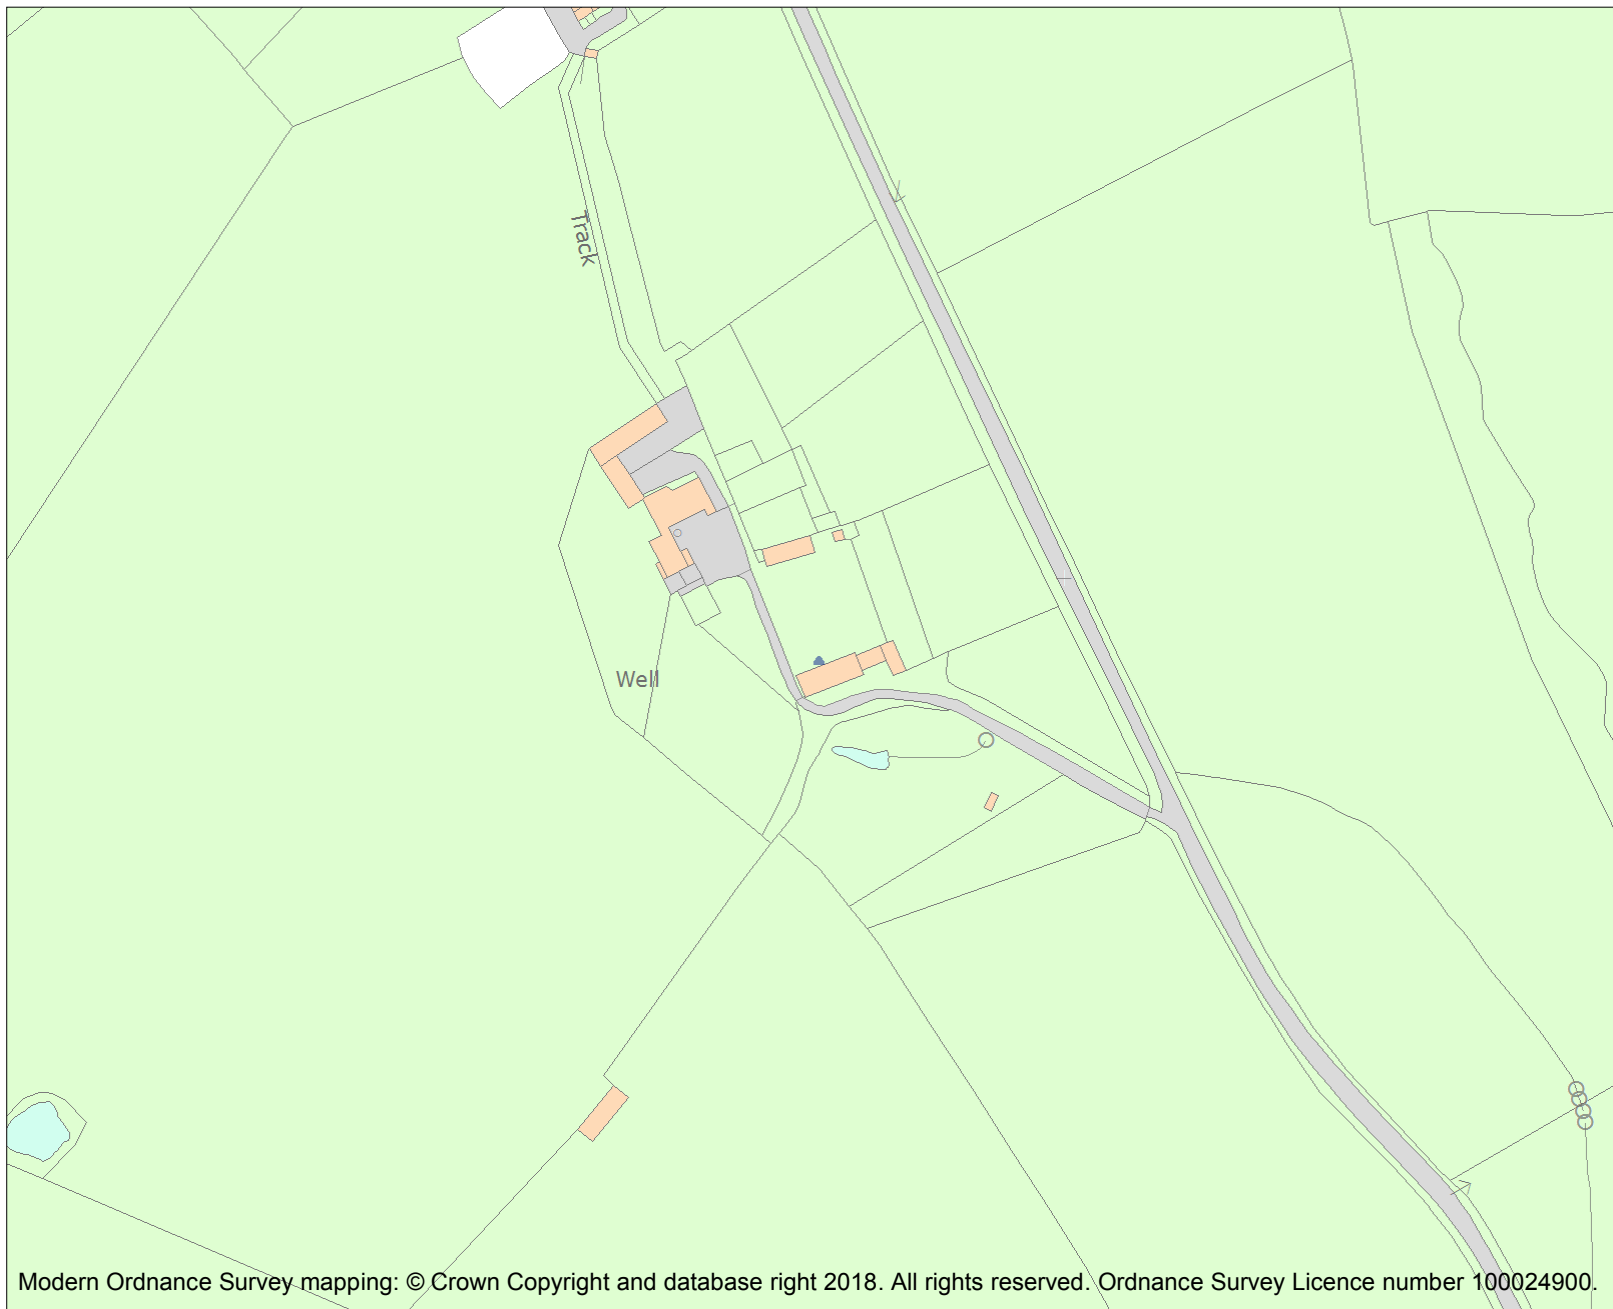 Track
Well
Modern Ordnance Survey mapping: © Crown Copyright and database right 2018. All rights reserved. Ordnance Survey Licence number 100024900.